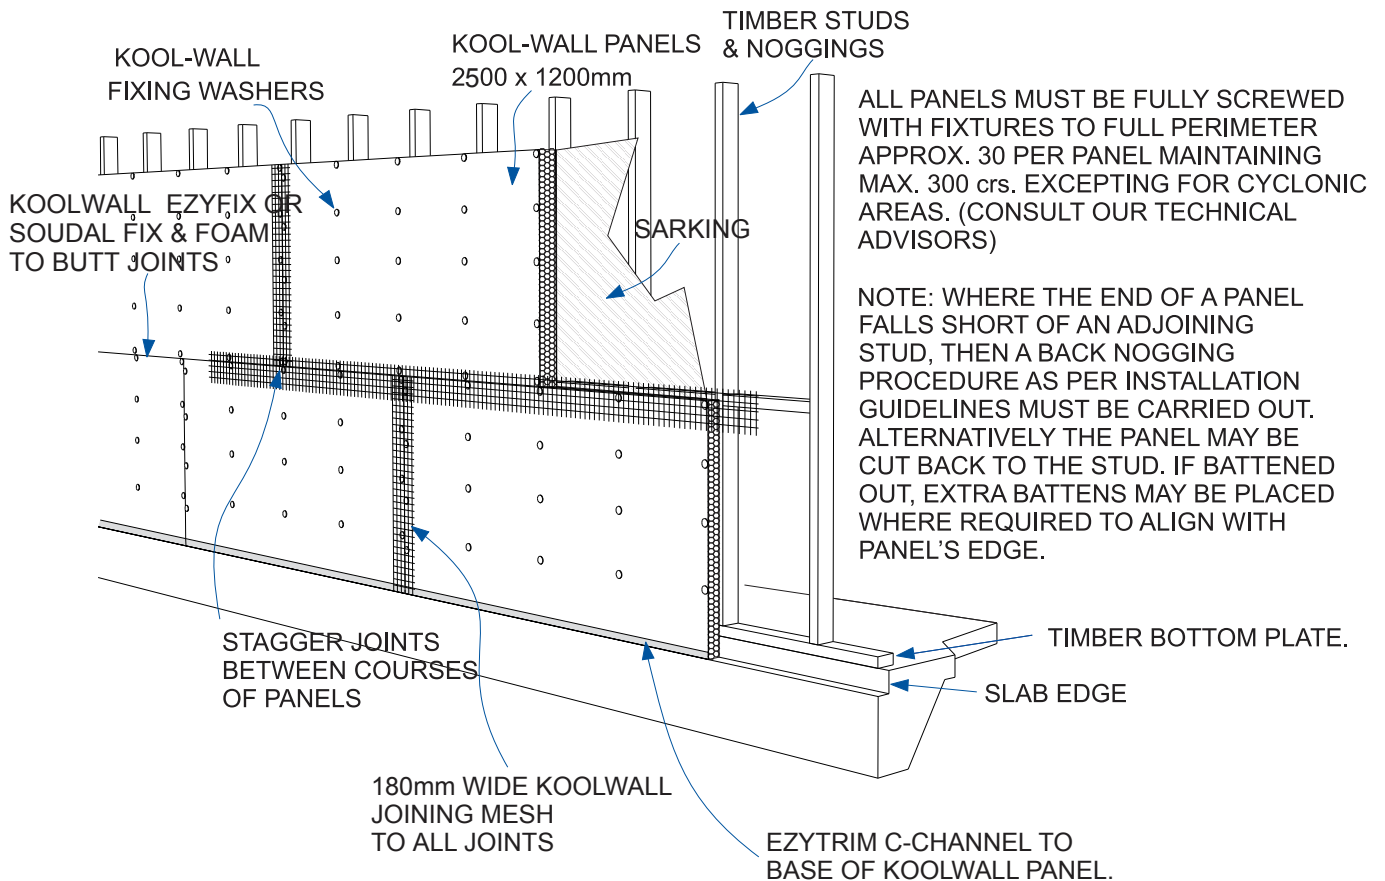 KOOL-WALL
FIXING WASHERS
KOOL-WALL PANELS
2500 x 1200mm
TIMBER STUDS
& NOGGINGS
ALL PANELS MUST BE FULLY SCREWED
WITH FIXTURES TO FULL PERIMETER
APPROX. 30 PER PANEL MAINTAINING
MAX. 300 crs. EXCEPTING FOR CYCLONIC
AREAS. (CONSULT OUR TECHNICAL
ADVISORS)
KOOLWALL EZYFIX OR
SOUDAL FIX & FOAM
TO BUTT JOINTS
SARKING
NOTE: WHERE THE END OF A PANEL
FALLS SHORT OF AN ADJOINING
STUD, THEN A BACK NOGGING
PROCEDURE AS PER INSTALLATION
GUIDELINES MUST BE CARRIED OUT.
ALTERNATIVELY THE PANEL MAY BE
CUT BACK TO THE STUD. IF BATTENED
OUT, EXTRA BATTENS MAY BE PLACED
WHERE REQUIRED TO ALIGN WITH
PANEL'S EDGE.
STAGGER JOINTS
BETWEEN COURSES
OF PANELS
TIMBER BOTTOM PLATE.
SLAB EDGE
180mm WIDE KOOLWALL
JOINING MESH
TO ALL JOINTS
EZYTRIM C-CHANNEL TO
BASE OF KOOLWALL PANEL.